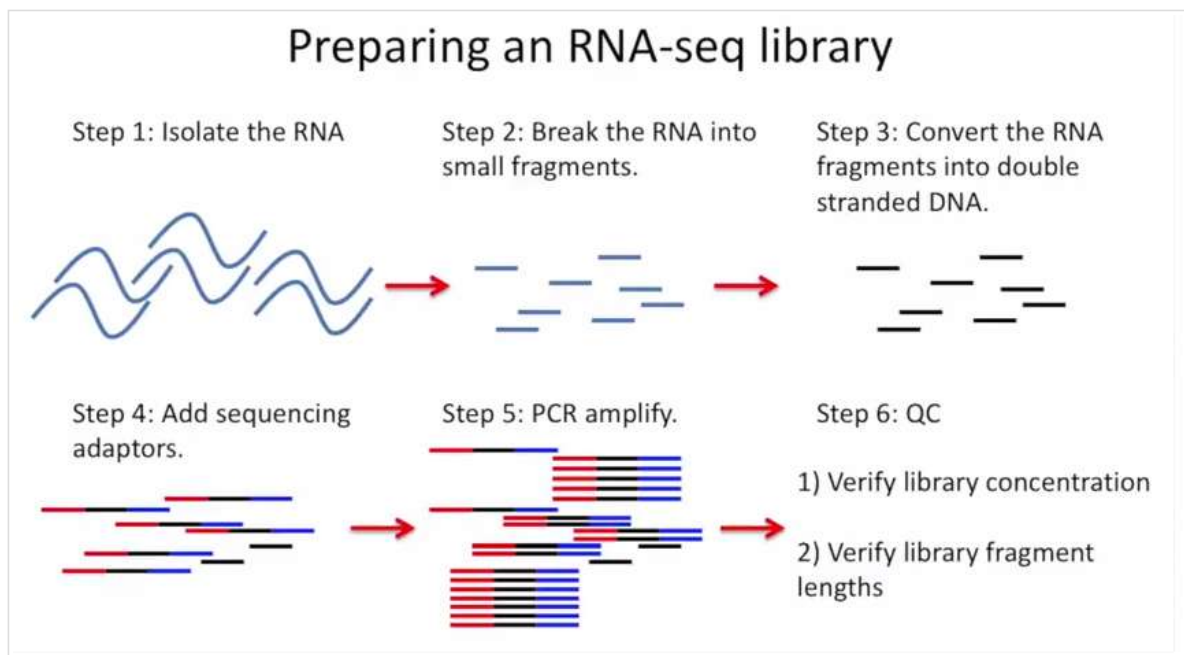 Preparing an RNA-seq library
Step 1: Isolate the RNA
Step 2: Break the RNA into
small fragments.
Step 3: Convert the RNA
fragments into double
stranded DNA.
Step 4: Add sequencing
adaptors.
Step 5: PCR amplify.
Step 6: QC
1) Verify library concentration
2) Verify library fragment
lengths